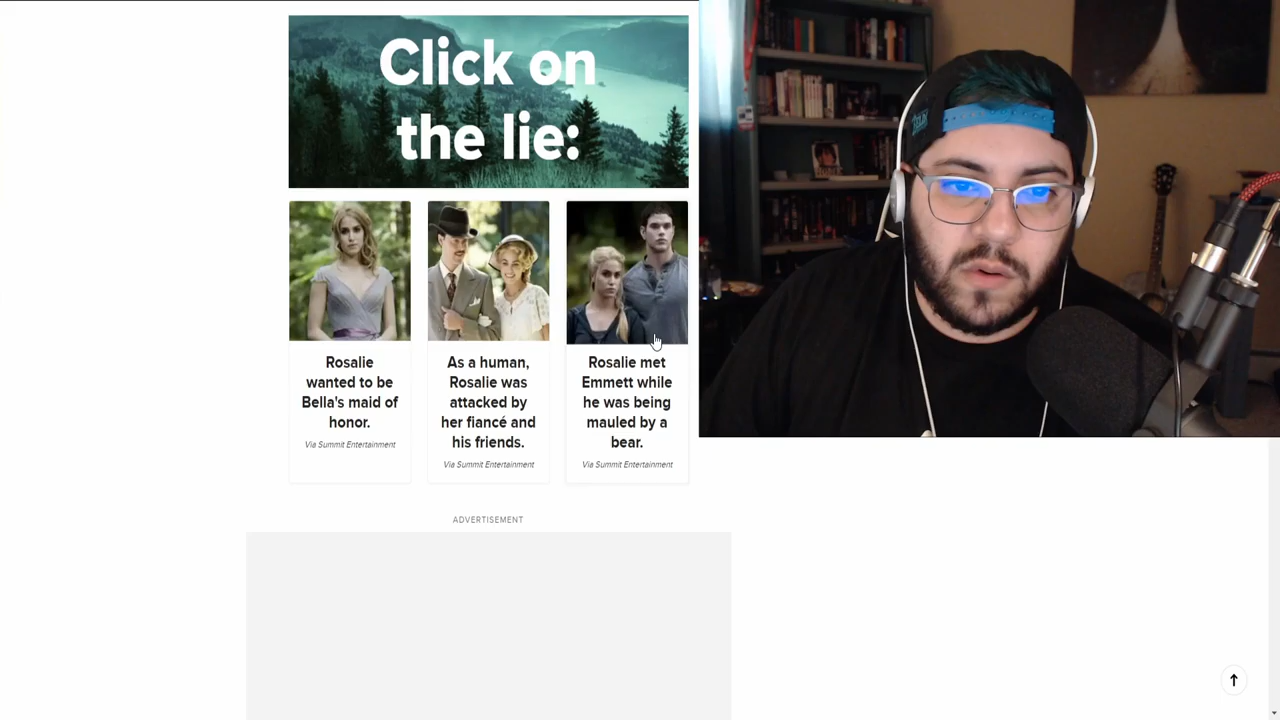 Click on
the lie:
Rosalie
wanted to be
Bella's maid of
honor.
Via Summit Entertainment
As a human,
Rosalie was
attacked by
her fiancé and
his friends.
Via Summit Entertainment
Rosalie met
Emmett while
he was being
mauled by a
bear.
Via Summit Entertainment
ADVERTISEMENT